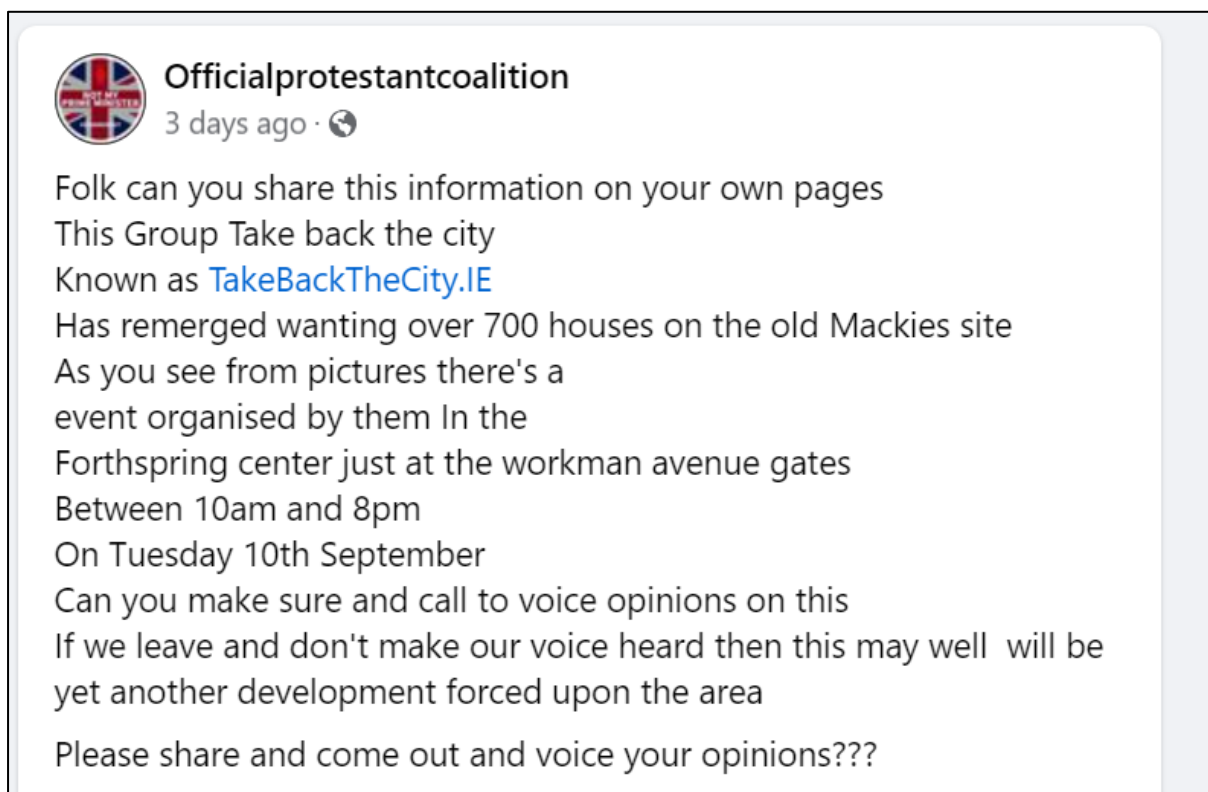 NOT MY
PRIME MINISTER
Officialprotestantcoalition
3 days ago ·
Folk can you share this information on your own pages
This Group Take back the city
Known as TakeBackTheCity.IE
Has remerged wanting over 700 houses on the old Mackies site
As you see from pictures there's a
event organised by them In the
Forthspring center just at the workman avenue gates
Between 10am and 8pm
On Tuesday 10th September
Can you make sure and call to voice opinions on this
If we leave and don't make our voice heard then this may well  will be
yet another development forced upon the area
Please share and come out and voice your opinions???